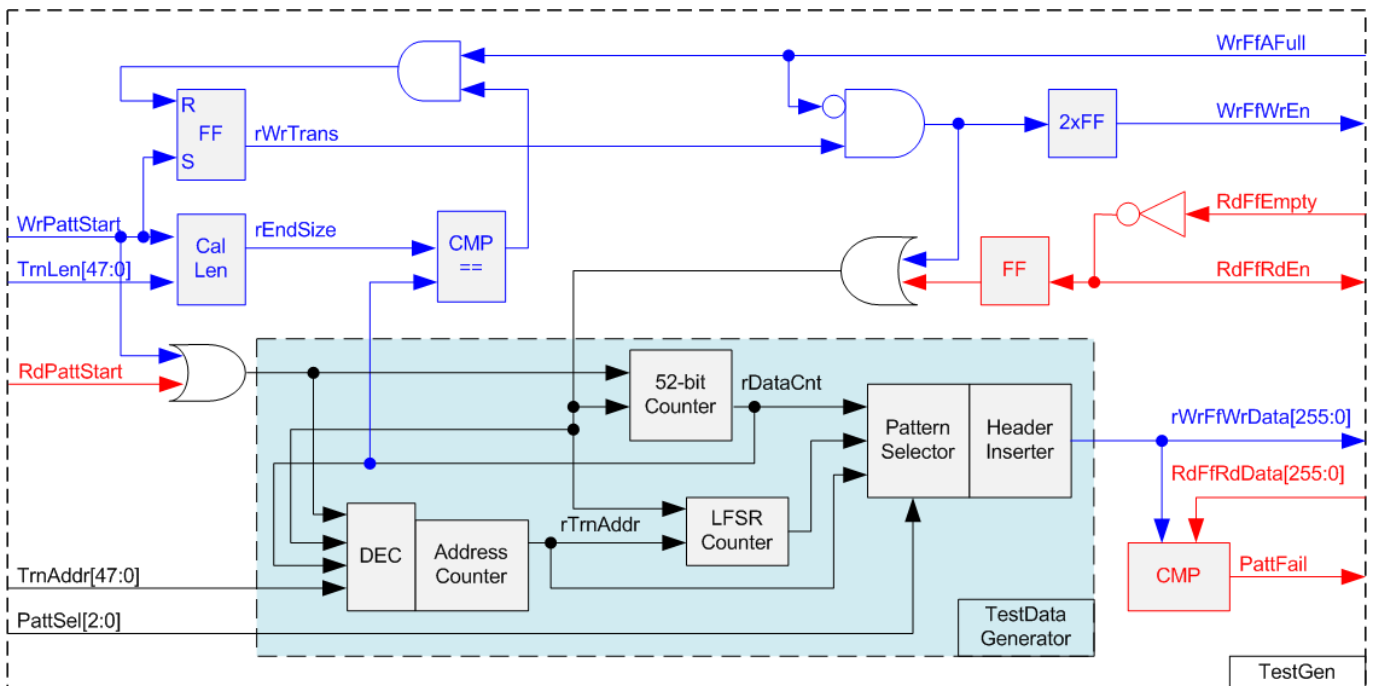 WrFfAFull
R
FF
S
rWrTrans
2xFF
WrFfWrEn
WrPattStart
TrnLen[47:0]
Cal
Len
rEndSize
CMP
==
FF
RdFfEmpty
RdFfRdEn
RdPattStart
52-bit
Counter
rDataCnt
Pattern
Selector
Header
Inserter
rWrFfWrData[255:0]
RdFfRdData[255:0]
DEC
Address
Counter
rTrnAddr
LFSR
Counter
CMP
PattFail
TrnAddr[47:0]
PattSel[2:0]
TestData
Generator
TestGen